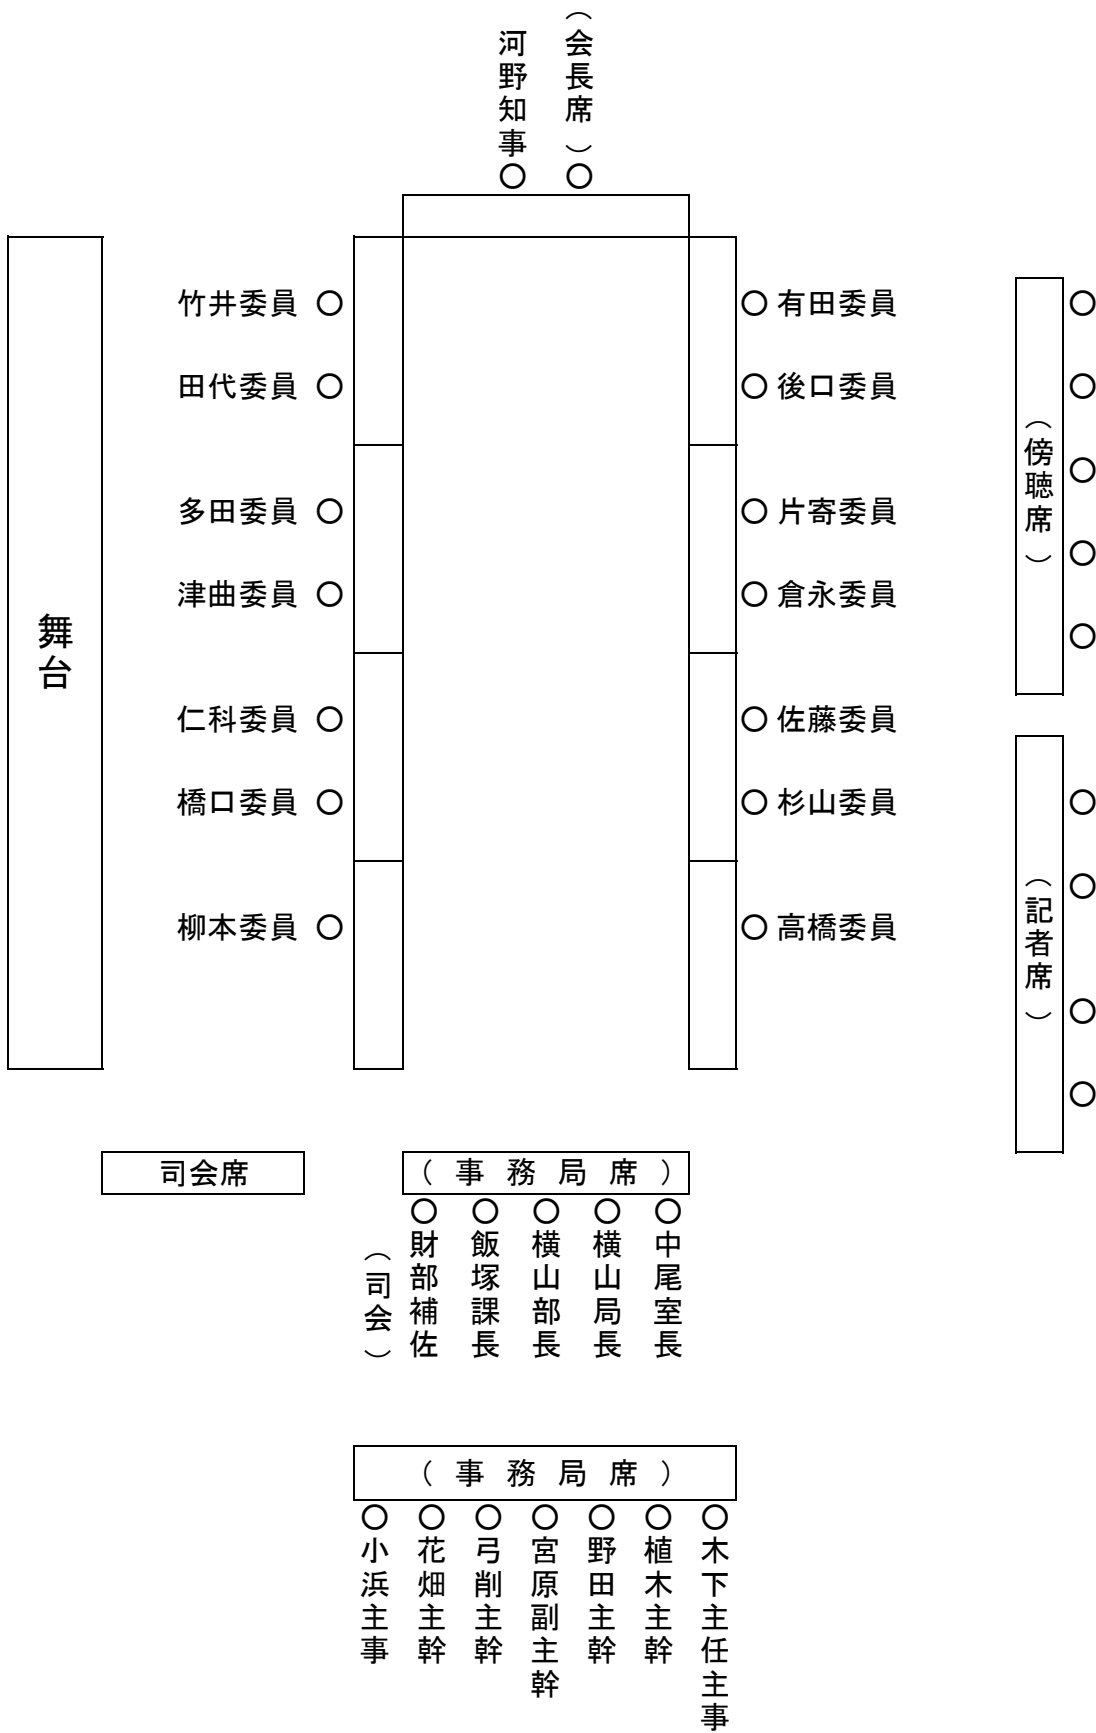 （会長席）○
河野知事○
竹井委員 ○
○ 有田委員
○
田代委員 ○
○ 後口委員
○
（傍聴席）
○
多田委員 ○
○ 片寄委員
○
津曲委員 ○
○ 倉永委員
○
舞台
仁科委員 ○
○ 佐藤委員
橋口委員 ○
○ 杉山委員
○
（記者席）
○
柳本委員 ○
○ 高橋委員
○
○
司会席
（事務局席）
（司会）
○財部補佐
○飯塚課長
○横山部長
○横山局長
○中尾室長
（事務局席）
○小浜主事
○花畑主幹
○弓削主幹
○宮原副主幹
○野田主幹
○植木主幹
○木下主任主事